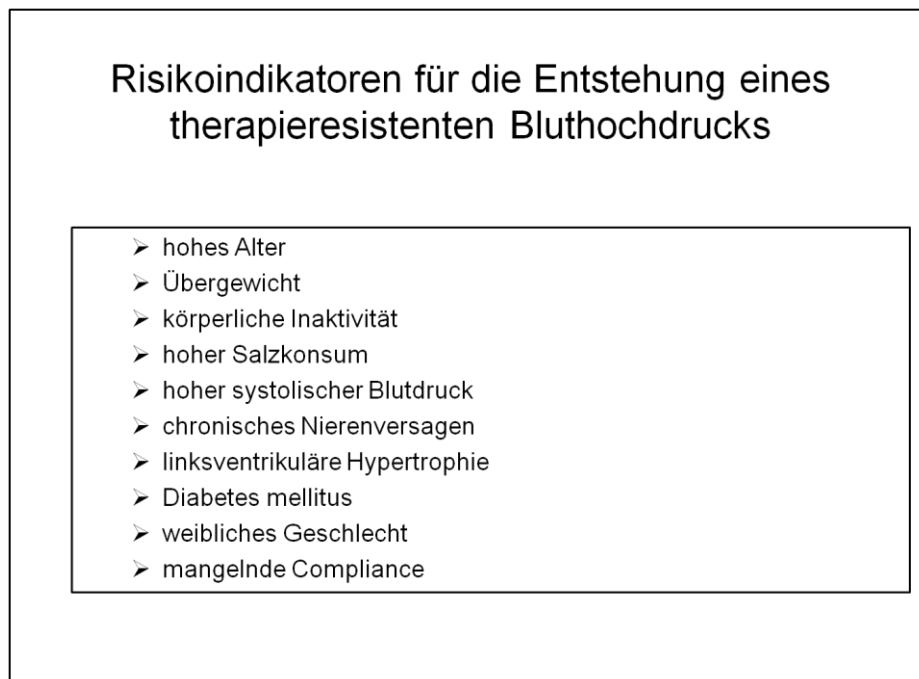 Risikoindikatoren für die Entstehung eines
therapieresistenten Bluthochdrucks
➢ hohes Alter
➢ Übergewicht
➢ körperliche Inaktivität
➢ hoher Salzkonsum
➢ hoher systolischer Blutdruck
➢ chronisches Nierenversagen
➢ linksventrikuläre Hypertrophie
➢ Diabetes mellitus
➢ weibliches Geschlecht
➢ mangelnde Compliance